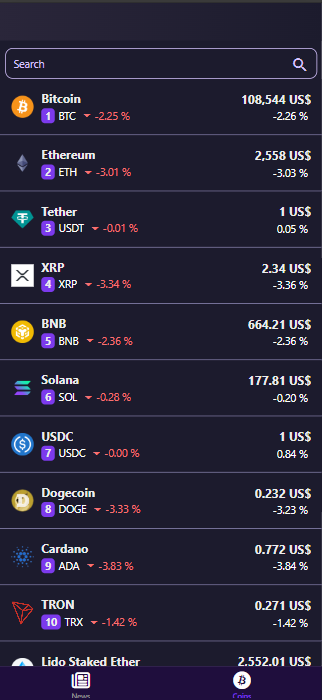 Search
Bitcoin 108,544 US$
1 BTC -2.25 % -2.26 %
Ethereum 2,558 US$
2 ETH -3.01 % -3.03 %
Tether 1 US$
3 USDT -0.01 % 0.05 %
XRP 2.34 US$
4 XRP -3.34 % -3.36 %
BNB 664.21 US$
5 BNB -2.36 % -2.36 %
Solana 177.81 US$
6 SOL -0.28 % -0.20 %
USDC 1 US$
7 USDC -0.00 % 0.84 %
Dogecoin 0.232 US$
8 DOGE -3.33 % -3.23 %
Cardano 0.772 US$
9 ADA -3.83 % -3.84 %
TRON 0.271 US$
10 TRX -1.42 % -1.42 %
Lido Staked Ether 2,552.01 US$
News Coins